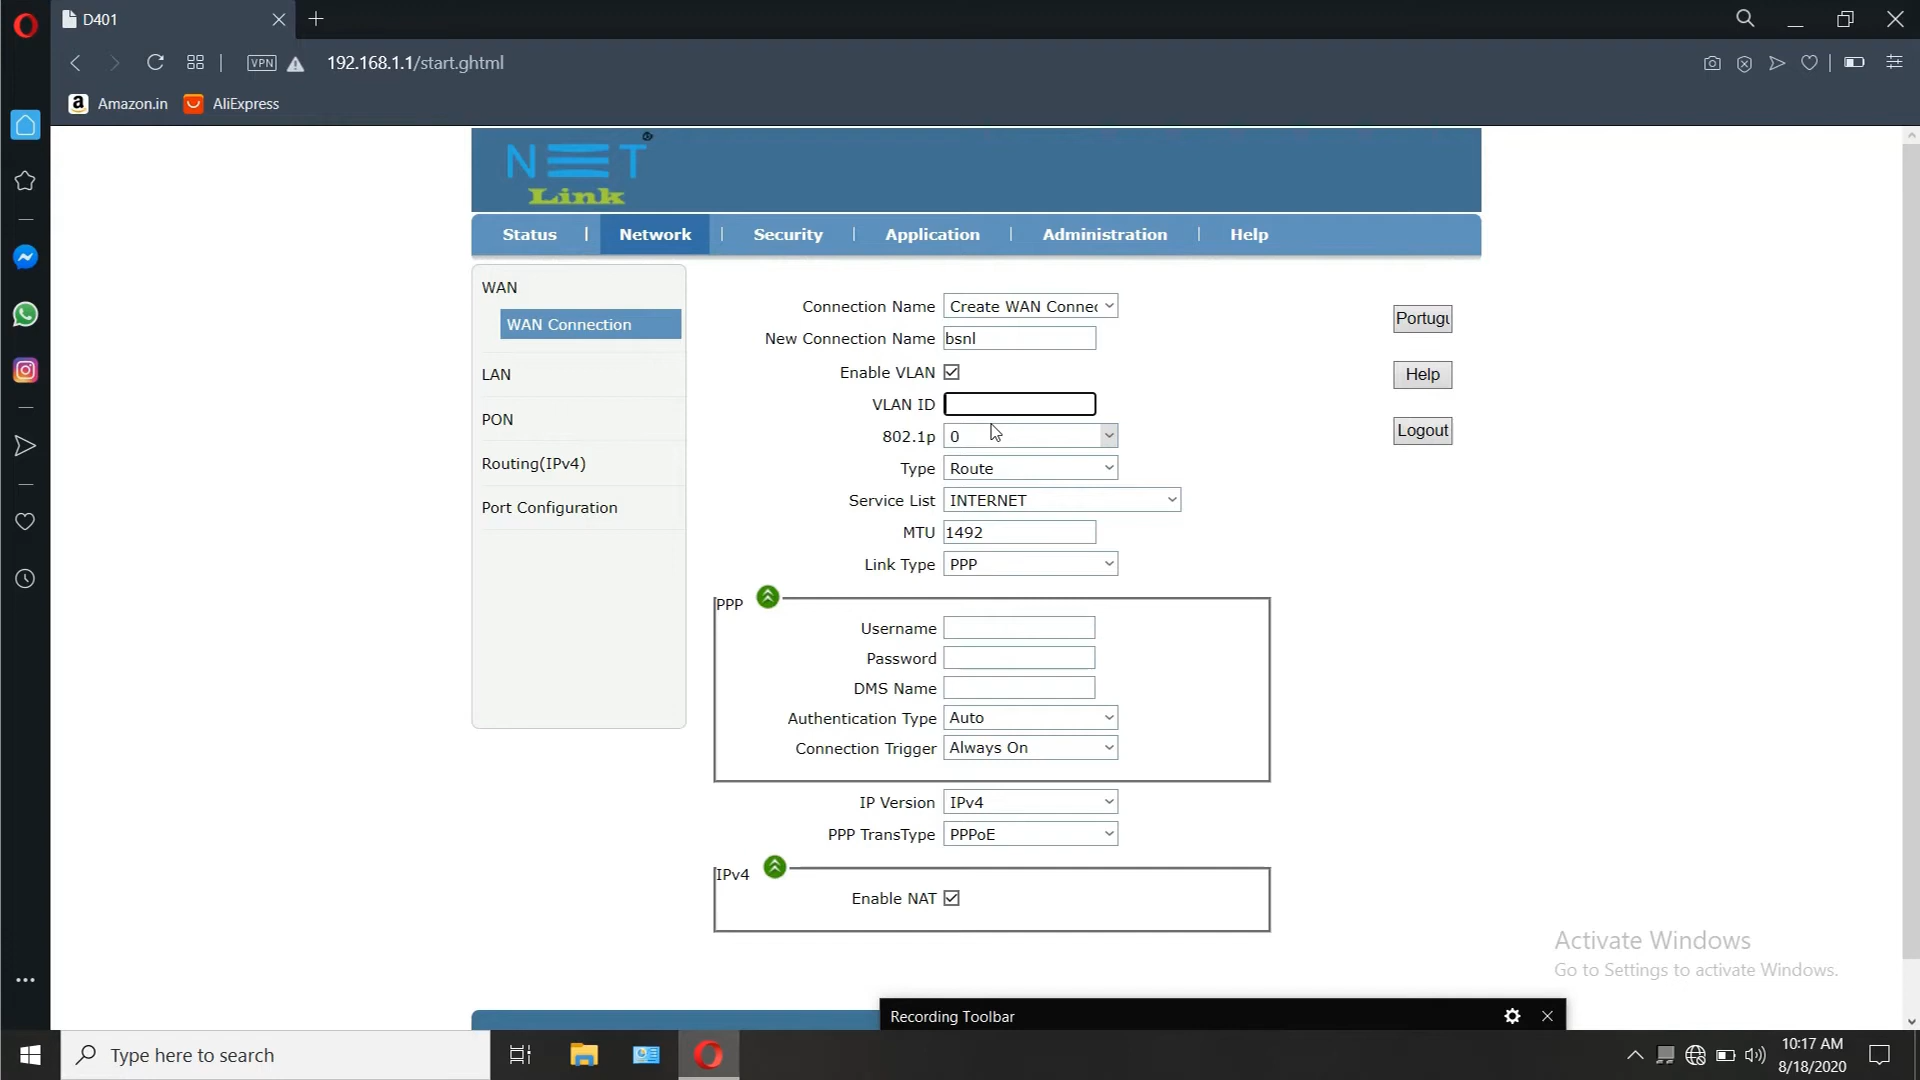 D401
VPN
192.168.1.1/start.ghtml
Amazon.in
AliExpress
NET
Link
Status | Network | Security | Application | Administration | Help
WAN
WAN Connection
LAN
PON
Routing(IPv4)
Port Configuration
Connection Name Create WAN Connec
New Connection Name bsnl
Enable VLAN
VLAN ID
802.1p 0
Type Route
Service List INTERNET
MTU 1492
Link Type PPP
PPP
Username
Password
DMS Name
Authentication Type Auto
Connection Trigger Always On
IP Version IPv4
PPP TransType PPPoE
IPv4
Enable NAT
Portugu
Help
Logout
Activate Windows
Go to Settings to activate Windows.
Recording Toolbar
Type here to search
10:17 AM
8/18/2020